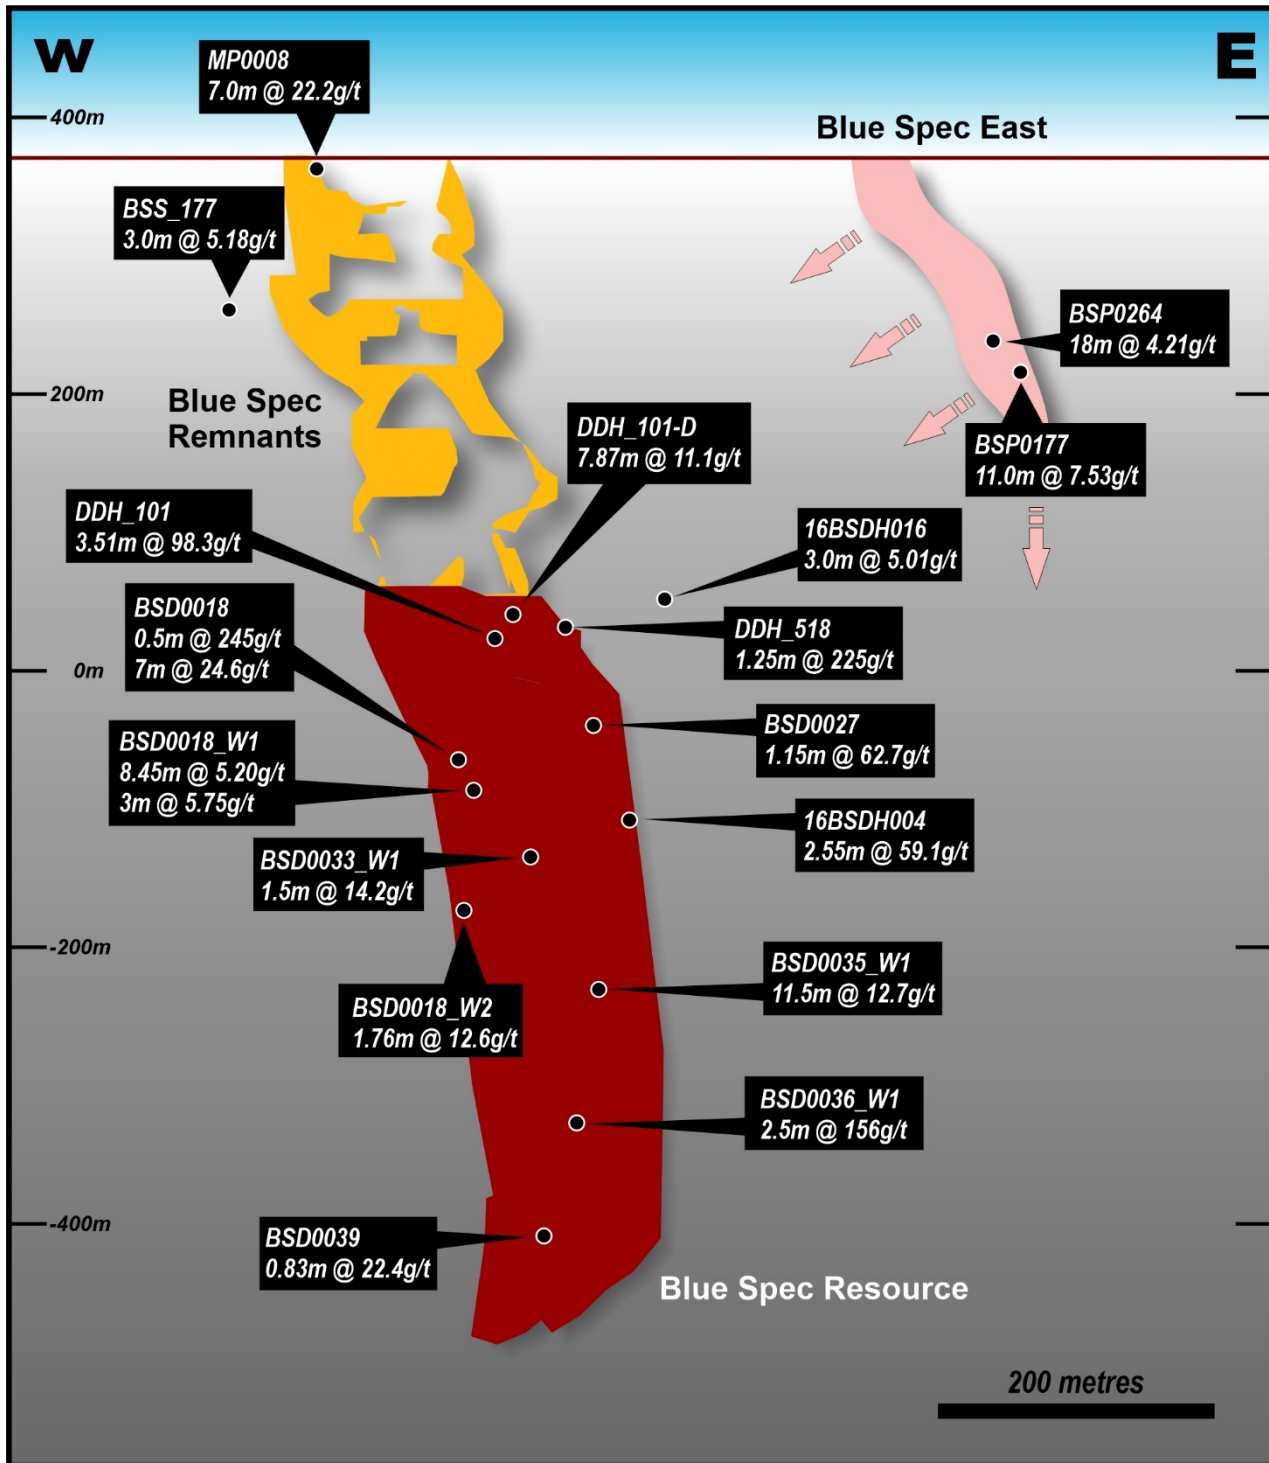 W
E
MP0008
7.0m @ 22.2g/t
400m
Blue Spec East
BSS_177
3.0m @ 5.18g/t
BSP0264
18m @ 4.21g/t
200m
Blue Spec
Remnants
DDH_101-D
7.87m @ 11.1g/t
BSP0177
11.0m @ 7.53g/t
DDH_101
3.51m @ 98.3g/t
16BSDH016
3.0m @ 5.01g/t
BSD0018
0.5m @ 245g/t
7m @ 24.6g/t
DDH_518
1.25m @ 225g/t
0m
BSD0027
1.15m @ 62.7g/t
BSD0018_W1
8.45m @ 5.20g/t
3m @ 5.75g/t
16BSDH004
2.55m @ 59.1g/t
BSD0033_W1
1.5m @ 14.2g/t
-200m
BSD0035_W1
11.5m @ 12.7g/t
BSD0018_W2
1.76m @ 12.6g/t
BSD0036_W1
2.5m @ 156g/t
-400m
BSD0039
0.83m @ 22.4g/t
Blue Spec Resource
200 metres